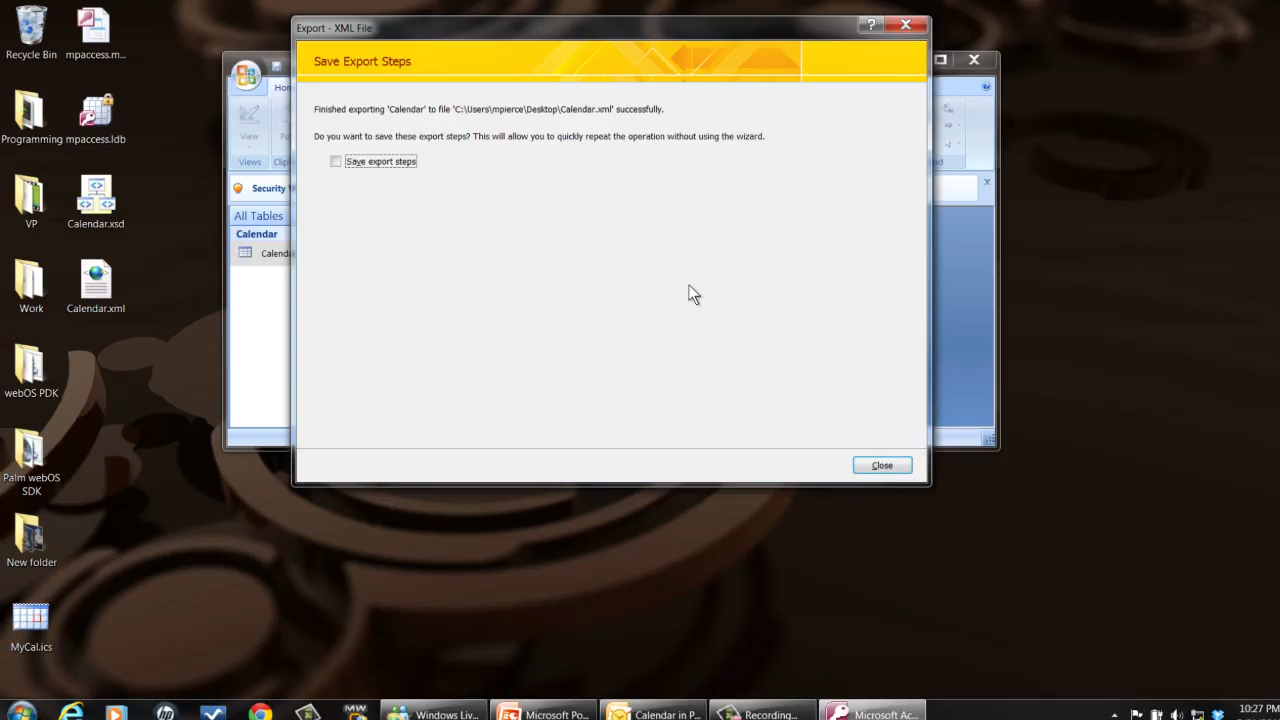 Recycle Bin
mpaccess.m...
Programming
mpaccess.ldb
VP
Calendar.xsd
Work
Calendar.xml
webOS PDK
Palm webOS
SDK
New folder
MyCal.ics
Export - XML File
?
Save Export Steps
Finished exporting 'Calendar' to file 'C:\Users\mpierce\Desktop\Calendar.xml' successfully.
Do you want to save these export steps? This will allow you to quickly repeat the operation without using the wizard.
Save export steps
Close
View
Views
Security
All Tables
Calendar
Calenda
MW
Windows Liv...
Microsoft Po...
Calendar in P...
Recording...
Microsoft Ac...
10:27 PM